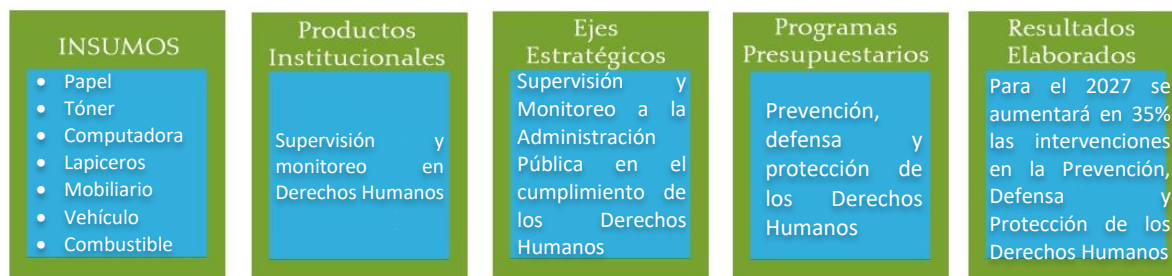 INSUMOS
• Papel
• Tóner
• Computadora
• Lapiceros
• Mobiliario
• Vehículo
• Combustible
Productos
Institucionales
Supervisión y
monitoreo en
Derechos Humanos
Ejes
Estratégicos
Supervisión y
Monitoreo a la
Administración
Pública en el
cumplimiento de
los Derechos
Humanos
Programas
Presupuestarios
Prevención,
defensa y
protección de
los Derechos
Humanos
Resultados
Elaborados
Para el 2027 se
aumentará en 35%
las intervenciones
en la Prevención,
Defensa y
Protección de los
Derechos Humanos